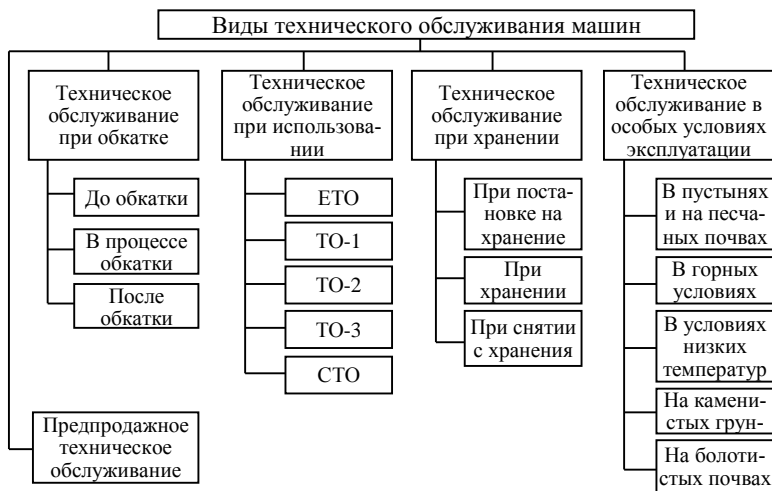 Виды технического обслуживания машин
Техническое
обслуживание
при обкатке
До обкатки
В процессе
обкатки
После
обкатки
Предпродажное
техническое
обслуживание
Техническое
обслуживание
при использова-
нии
ЕТО
ТО-1
ТО-2
ТО-3
СТО
Техническое
обслуживание
при хранении
При поста-
новке на
хранение
При
хранении
При снятии
с хранения
Техническое
обслуживание в
особых условиях
эксплуатации
В пустынях
и на песча-
ных почвах
В горных
условиях
В условиях
низких
температур
На камени-
стых грун-
На болоти-
стых почвах